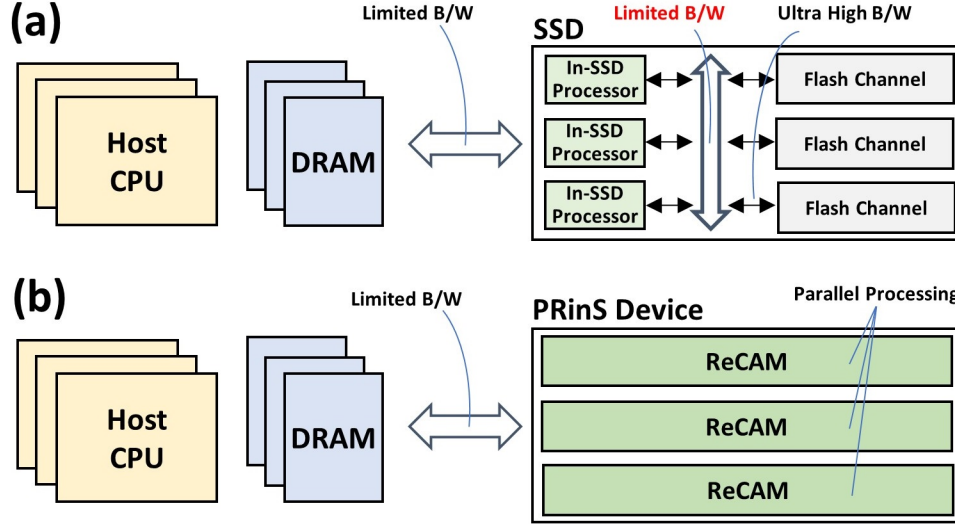 (a)
Limited B/W
Limited B/W
Ultra High B/W
SSD
Host
CPU
DRAM
In-SSD
Processor
Flash Channel
In-SSD
Processor
Flash Channel
In-SSD
Processor
Flash Channel
(b)
Limited B/W
Parallel Processing
PRinS Device
Host
CPU
DRAM
ReCAM
ReCAM
ReCAM